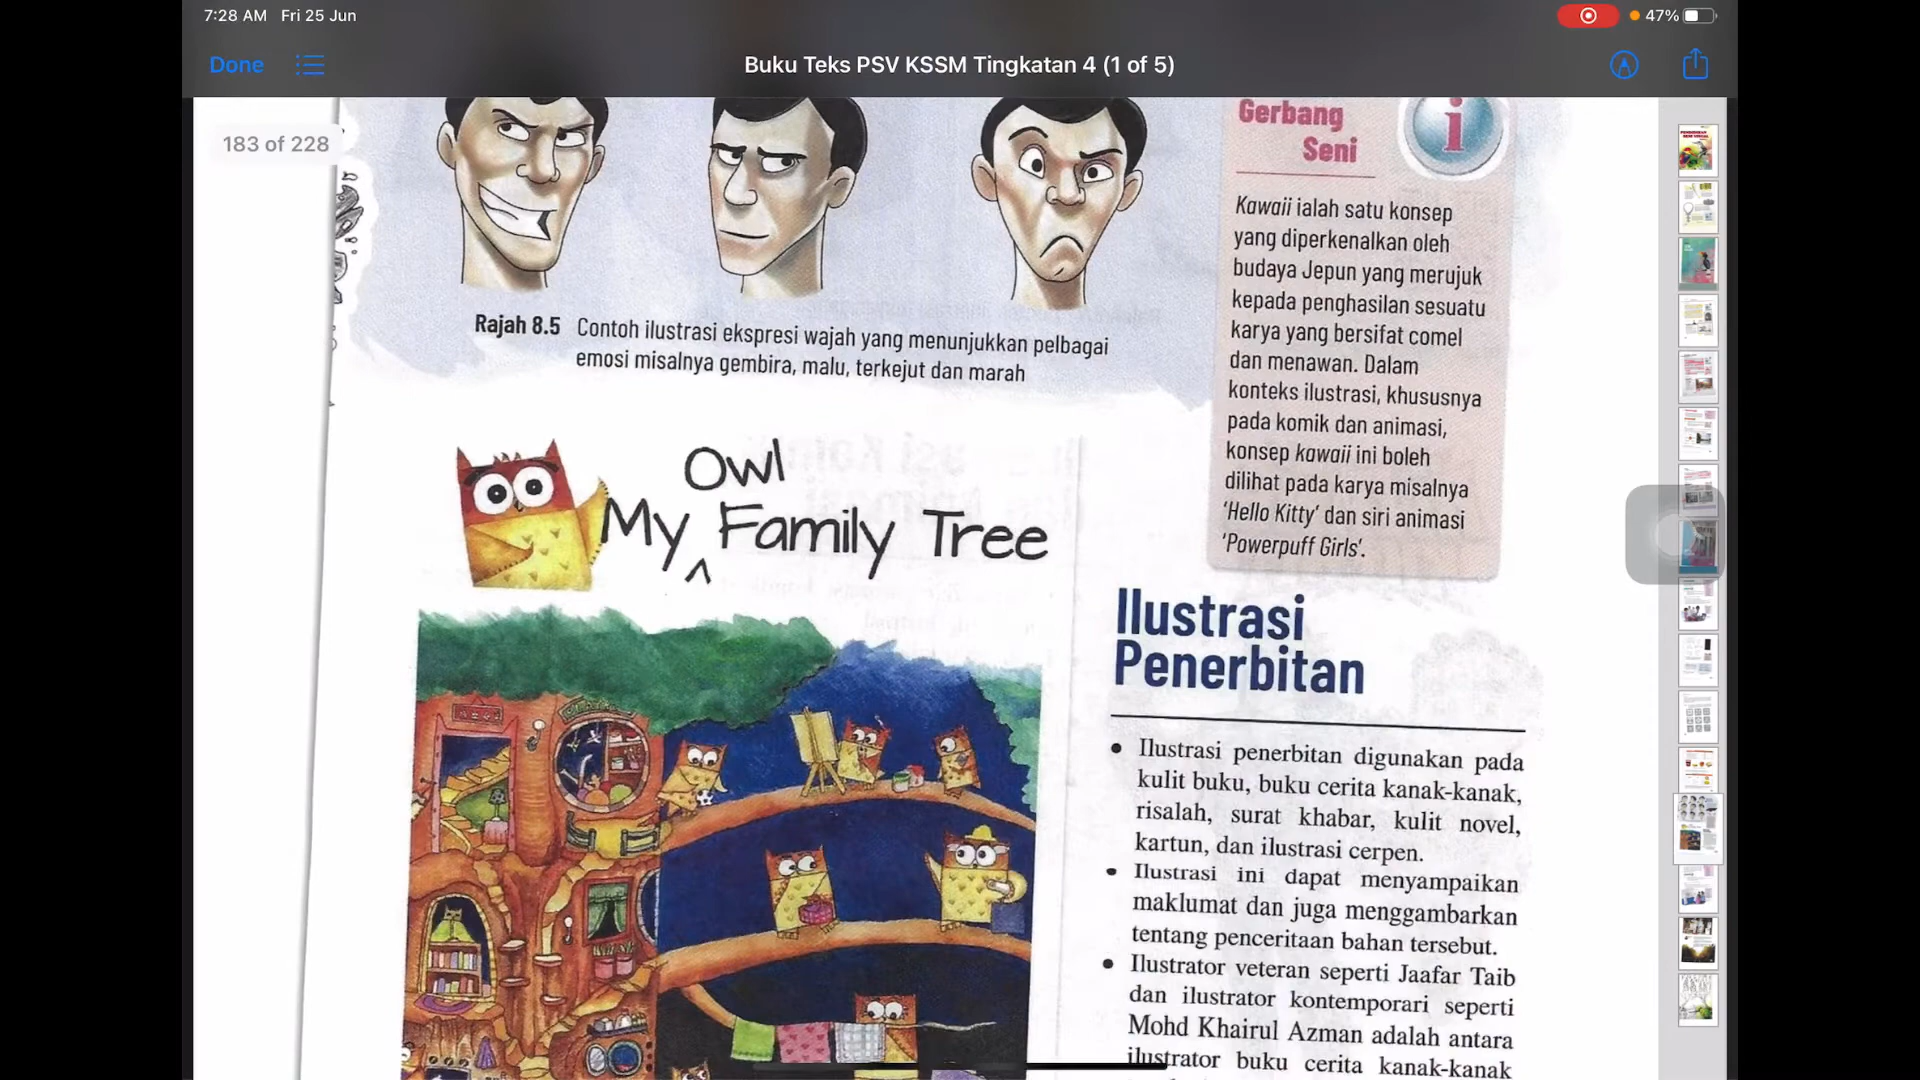 7:28 AM Fri 25 Jun
47%
Done
Buku Teks PSV KSSM Tingkatan 4 (1 of 5)
183 of 228
Rajah 8.5 Contoh ilustrasi ekspresi wajah yang menunjukkan pelbagai
emosi misalnya gembira, malu, terkejut dan marah
Gerbang
Seni
i
Kawaii ialah satu konsep
yang diperkenalkan oleh
budaya Jepun yang merujuk
kepada penghasilan sesuatu
karya yang bersifat comel
dan menawan. Dalam
konteks ilustrasi, khususnya
pada komik dan animasi,
konsep kawaii ini boleh
dilihat pada karya misalnya
'Hello Kitty' dan siri animasi
'Powerpuff Girls'.
Owl
My ^ Family Tree
Ilustrasi
Penerbitan
• Ilustrasi penerbitan digunakan pada
kulit buku, buku cerita kanak-kanak,
risalah, surat khabar, kulit novel,
kartun, dan ilustrasi cerpen.
• Ilustrasi ini dapat menyampaikan
maklumat dan juga menggambarkan
tentang penceritaan bahan tersebut.
• Ilustrator veteran seperti Jaafar Taib
dan ilustrator kontemporari seperti
Mohd Khairul Azman adalah antara
ilustrator buku cerita kanak-kanak